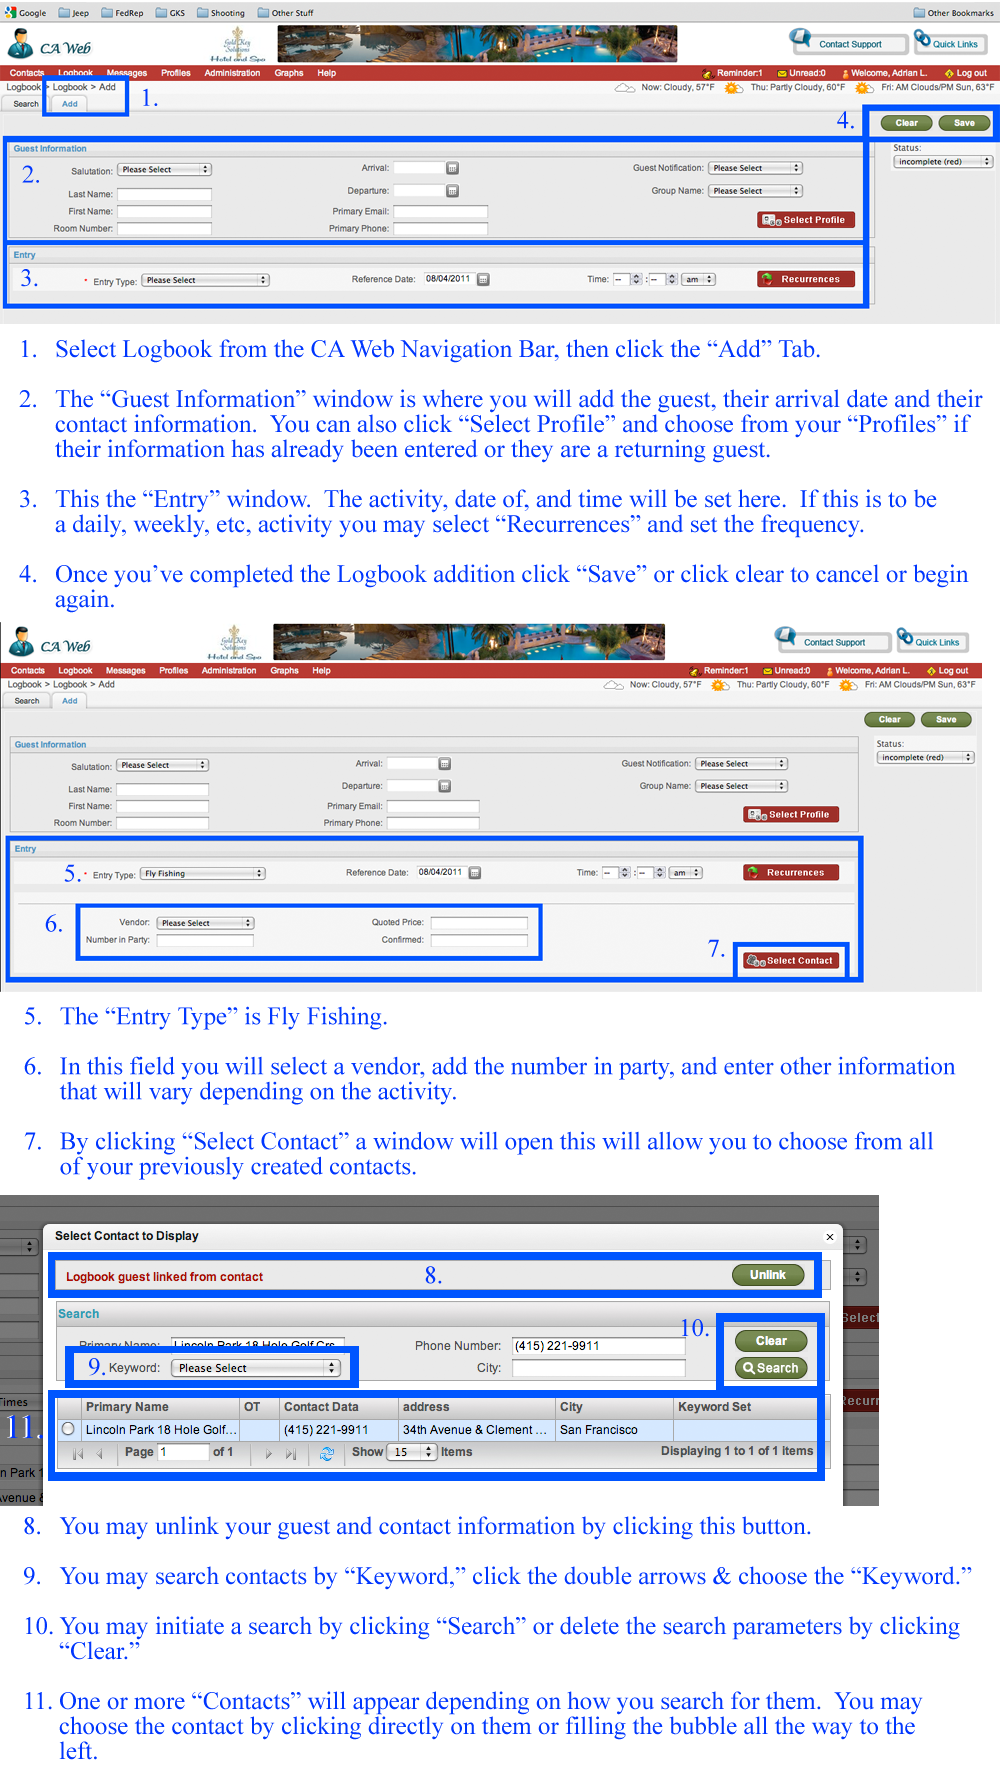 Google Jeep FedRep GKS Shooting Other Stuff Other Bookmarks
CA Web
Gold Key
Solutions
Hotel and Spa
Contact Support Quick Links
Contacts Logbook Messages Profiles Administration Graphs Help Reminder:1 Unread:0 Welcome, Adrian L. Log out
Logbook > Logbook > Add Now: Cloudy, 57°F Thu: Partly Cloudy, 60°F Fri: AM Clouds/PM Sun, 63°F
Search Add 1.
4. Clear Save
Guest Information Status:
incomplete (red)
2. Salutation: Please Select Arrival: Guest Notification: Please Select
Last Name: Departure: Group Name: Please Select
First Name: Primary Email: Select Profile
Room Number: Primary Phone:
Entry
3. * Entry Type: Please Select Reference Date: 08/04/2011 Time: -- : -- am Recurrences
1. Select Logbook from the CA Web Navigation Bar, then click the “Add” Tab.
2. The “Guest Information” window is where you will add the guest, their arrival date and their
contact information. You can also click “Select Profile” and choose from your “Profiles” if
their information has already been entered or they are a returning guest.
3. This the “Entry” window. The activity, date of, and time will be set here. If this is to be
a daily, weekly, etc, activity you may select “Recurrences” and set the frequency.
4. Once you’ve completed the Logbook addition click “Save” or click clear to cancel or begin
again.
CA Web
Gold Key
Solutions
Hotel and Spa
Contact Support Quick Links
Contacts Logbook Messages Profiles Administration Graphs Help Reminder:1 Unread:0 Welcome, Adrian L. Log out
Logbook > Logbook > Add Now: Cloudy, 57°F Thu: Partly Cloudy, 60°F Fri: AM Clouds/PM Sun, 63°F
Search Add
Clear Save
Guest Information Status:
incomplete (red)
Salutation: Please Select Arrival: Guest Notification: Please Select
Last Name: Departure: Group Name: Please Select
First Name: Primary Email: Select Profile
Room Number: Primary Phone:
Entry
5. * Entry Type: Fly Fishing Reference Date: 08/04/2011 Time: -- : -- am Recurrences
6. Vendor: Please Select Quoted Price:
Number in Party: Confirmed:
7. Select Contact
5. The “Entry Type” is Fly Fishing.
6. In this field you will select a vendor, add the number in party, and enter other information
that will vary depending on the activity.
7. By clicking “Select Contact” a window will open this will allow you to choose from all
of your previously created contacts.
Select Contact to Display ×
Logbook guest linked from contact 8. Unlink
Search
Primary Name: Lincoln Park 18 Hole Golf Crs Phone Number: (415) 221-9911 10. Clear
9. Keyword: Please Select City: Search
Selec
Times Recurr
11.
Primary Name OT Contact Data address City Keyword Set
Lincoln Park 18 Hole Golf... (415) 221-9911 34th Avenue & Clement ... San Francisco
Page 1 of 1 Show 15 Items Displaying 1 to 1 of 1 Items
n Park 1
venue &
8. You may unlink your guest and contact information by clicking this button.
9. You may search contacts by “Keyword,” click the double arrows & choose the “Keyword.”
10. You may initiate a search by clicking “Search” or delete the search parameters by clicking
“Clear.”
11. One or more “Contacts” will appear depending on how you search for them. You may
choose the contact by clicking directly on them or filling the bubble all the way to the
left.